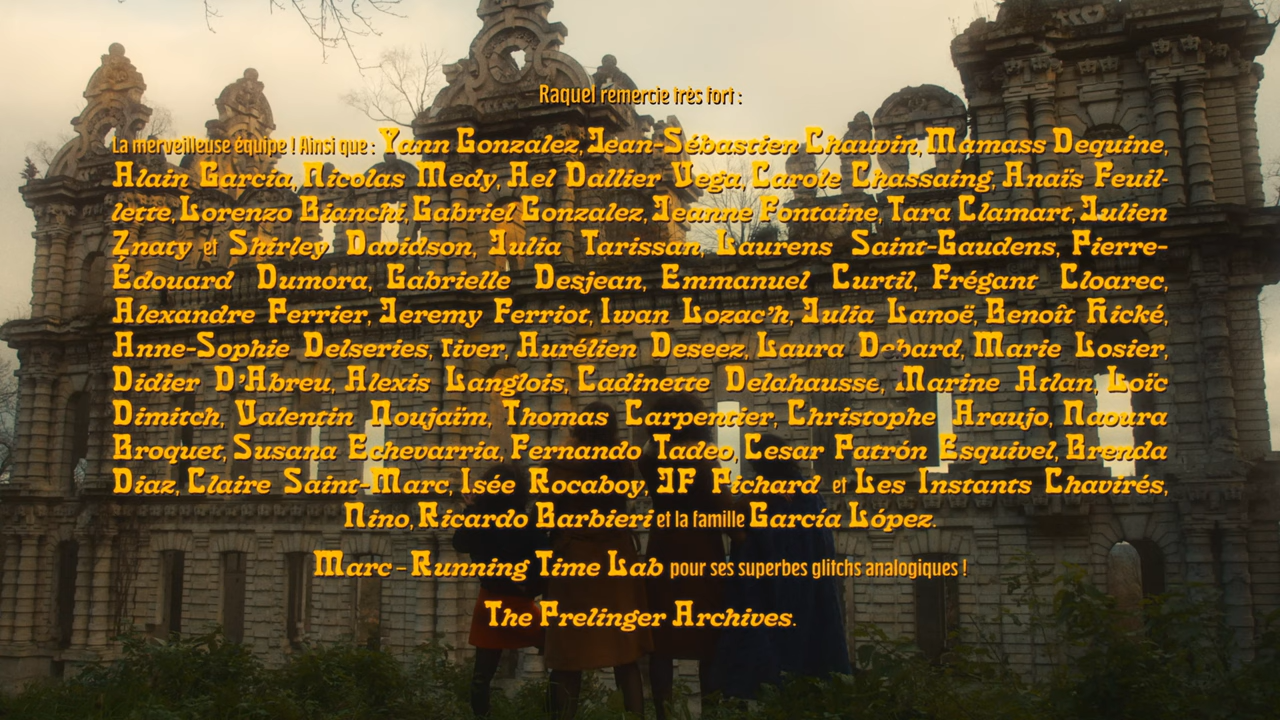 Raquel remercie très fort :
La merveilleuse équipe ! Ainsi que : Yann Gonzalez, Jean-Sébastien Chauvin, Mamass Dequine,
Alain Garcia, Nicolas Medy, Ael Dallier Vega, Carole Chassaing, Anaïs Feuil-
lette, Lorenzo Bianchi, Gabriel Gonzalez, Jeanne Fontaine, Tara Clamart, Julien
Znaty et Shirley Davidson, Julia Tarissan, Laurens Saint-Gaudens, Pierre-
Édouard Dumora, Gabrielle Desjean, Emmanuel Curtil, Frégant Cloarec,
Alexandre Perrier, Jeremy Ferriot, Iwan Lozac'h, Julia Lanoë, Benoît Rické,
Anne-Sophie Delseries, Tiver, Aurélien Deseez, Laura Marie Losier,
Didier D'Abreu, Alexis Langlois, Cadinette Delahausse, Marine Atlan, Loïc
Dimitch, Valentin Noujaïm, Thomas Carpentier, Christophe Araujo, Naoura
Broquet, Susana Echevarria, Fernando Tadeo, Cesar Patrón Esquivel, Brenda
Diaz, Claire Saint-Marc, Isée Rocaboy, JF Pichard et Les Instants Chavirés,
Nino, Ricardo Barbieri et la famille García López.
Marc – Running Time Lab pour ses superbes glitchs analogiques !
The Prelinger Archives.